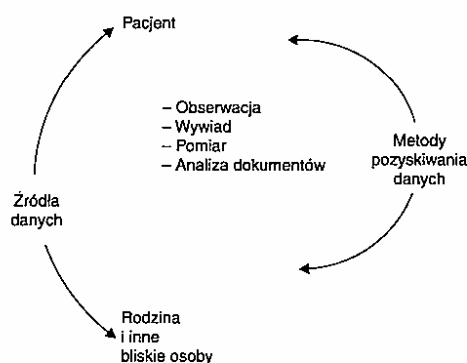 Pacjent
– Obserwacja
– Wywiad
– Pomiar
– Analiza dokumentów
Metody
pozyskiwania
danych
Źródła
danych
Rodzina
i inne
bliskie osoby